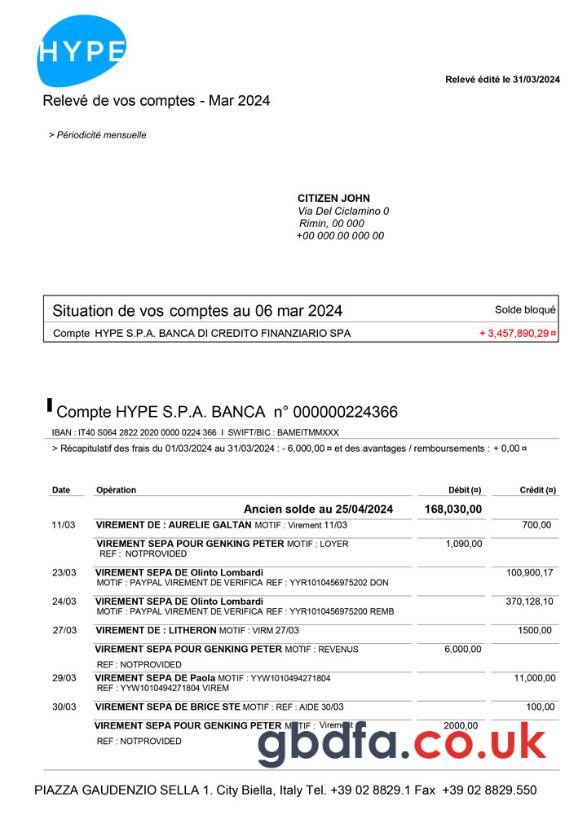 HYPE
Relevé édité le 31/03/2024
Relevé de vos comptes - Mar 2024
> Périodicité mensuelle
CITIZEN JOHN
Via Del Ciclamino 0
Rimin, 00 000
+00 000 00 000 00
Situation de vos comptes au 06 mar 2024 Solde bloqué
Compte HYPE S.P.A. BANCA DI CREDITO FINANZIARIO SPA + 3,457,890,29 ¤
Compte HYPE S.P.A. BANCA n° 000000224366
IBAN : IT40 S064 2822 2020 0000 0224 366 I SWIFT/BIC : BAMEITMMXXX
> Récapitulatif des frais du 01/03/2024 au 31/03/2024 : - 6,000,00 ¤ et des avantages / remboursements : + 0,00 ¤
Date Opération Débit (¤) Crédit (¤)
Ancien solde au 25/04/2024 168,030,00
11/03 VIREMENT DE : AURELIE GALTAN MOTIF : Virement 11/03 700,00
VIREMENT SEPA POUR GENKING PETER MOTIF : LOYER 1,090,00
REF : NOTPROVIDED
23/03 VIREMENT SEPA DE Olinto Lombardi 100,900,17
MOTIF : PAYPAL VIREMENT DE VERIFICA REF : YYR1010456975202 DON
24/03 VIREMENT SEPA DE Olinto Lombardi 370,128,10
MOTIF : PAYPAL VIREMENT DE VERIFICA REF : YYR1010456975200 REMB
27/03 VIREMENT DE : LITHERON MOTIF : VIRM 27/03 1500,00
VIREMENT SEPA POUR GENKING PETER MOTIF : REVENUS 6,000,00
REF : NOTPROVIDED
29/03 VIREMENT SEPA DE Paola MOTIF : YYW1010494271804 11,000,00
REF : YYW1010494271804 VIREM
30/03 VIREMENT SEPA DE BRICE STE MOTIF : REF : AIDE 30/03 100,00
VIREMENT SEPA POUR GENKING PETER MOTIF : Virement 2000,00
REF : NOTPROVIDED
gbdfa.co.uk
PIAZZA GAUDENZIO SELLA 1. City Biella, Italy Tel. +39 02 8829.1 Fax +39 02 8829.550